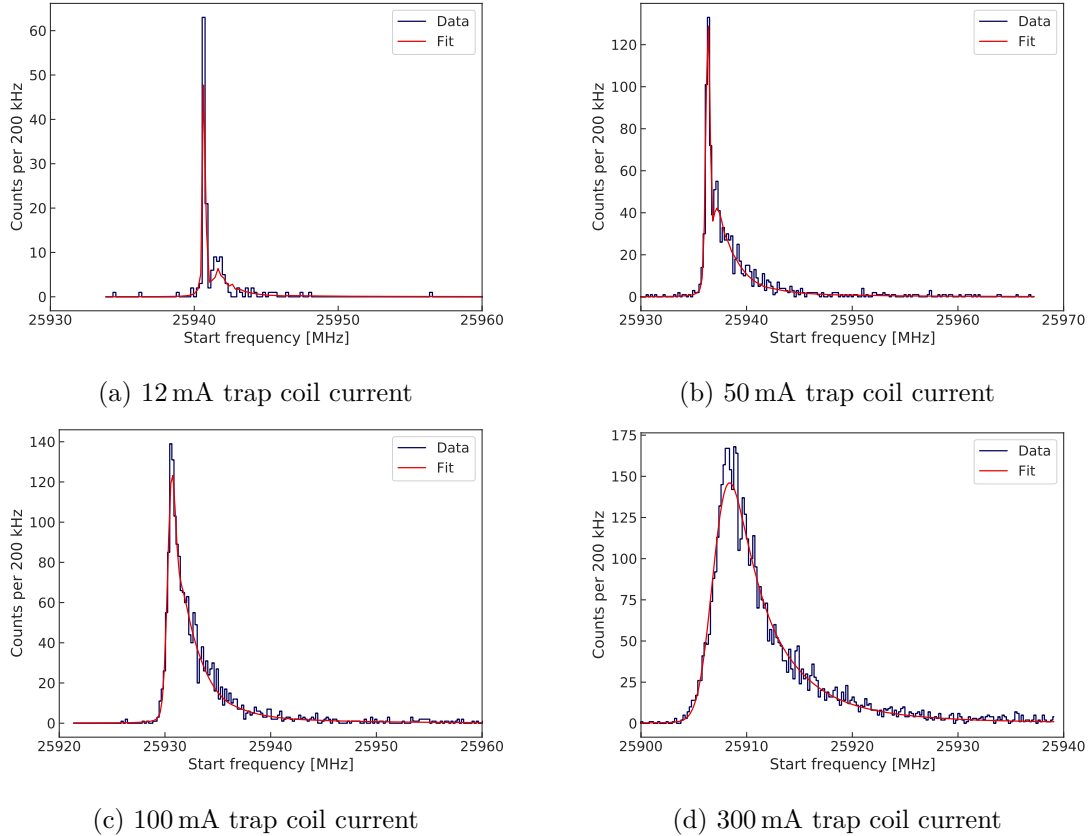 60
50
40
30
20
10
0
Counts per 200 kHz
Data
Fit
25930
25940
25950
25960
Start frequency [MHz]
(a) 12 mA trap coil current
120
100
80
60
40
20
0
Counts per 200 kHz
Data
Fit
25930
25940
25950
25960
25970
Start frequency [MHz]
(b) 50 mA trap coil current
140
120
100
80
60
40
20
0
Counts per 200 kHz
Data
Fit
25920
25930
25940
25950
25960
Start frequency [MHz]
(c) 100 mA trap coil current
175
150
125
100
75
50
25
0
Counts per 200 kHz
Data
Fit
25900
25910
25920
25930
25940
Start frequency [MHz]
(d) 300 mA trap coil current